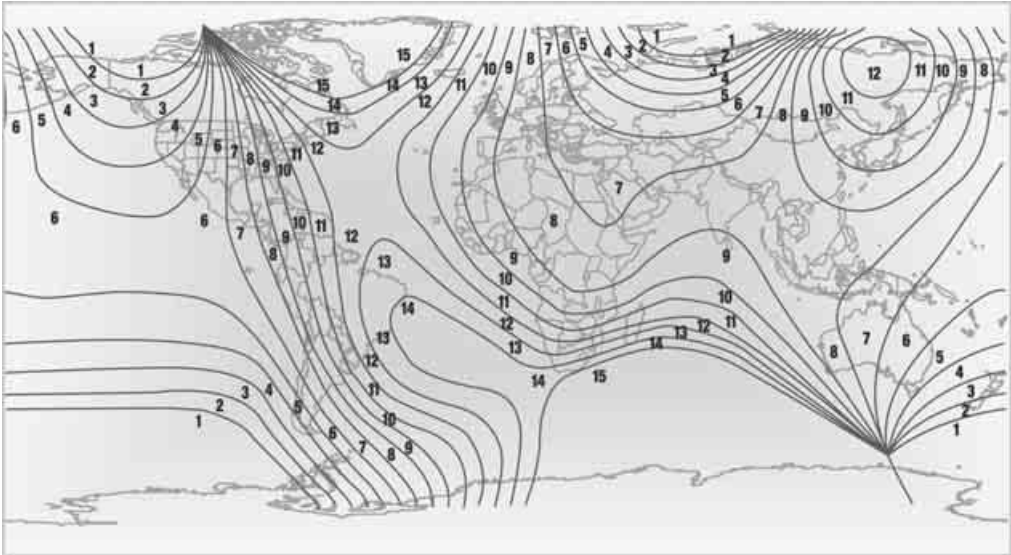 1 1
1 7 6 5 4 3 2
15 8 2
2 1 10 9 3 12 11 10 9 8
15 14 13 11 4
3 2 14 12 5 6 11
4 3 7 8 9 10
6 5 4 13
5 6 7 8 9 10 11 12
7
6 6 7 10 11 8
9 12
8 13 9 9
10
14 11 10
12 13 12 11
13 13 14 7 6
12 8 5
14 15 4
3 4 11 3
2 5 2
1 10 1
6
7 8 9